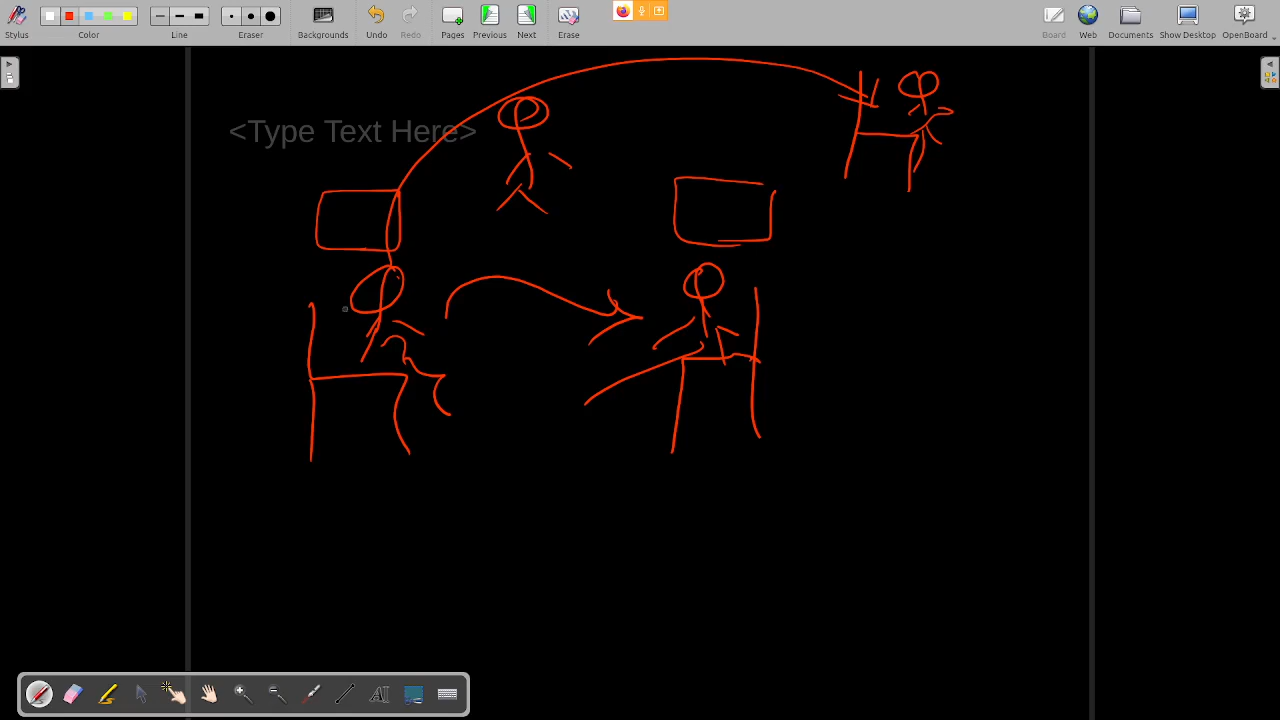 Stylus Color Line Eraser Backgrounds Undo Redo Pages Previous Next Erase Board Web Documents Show Desktop OpenBoard
<Type Text Here>
AI